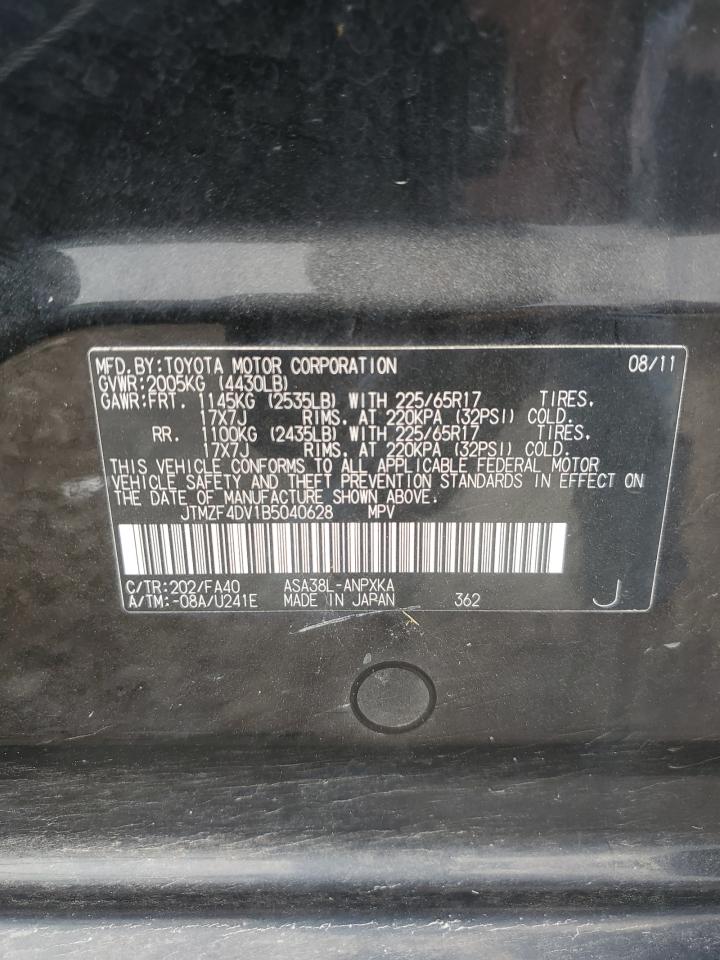 MFD. BY: TOYOTA MOTOR CORPORATION 08/11
GVWR: 2005KG (4430LB)
GAWR: FRT. 1145KG (2535LB) WITH 225/65R17 TIRES,
17X7J RIMS. AT 220KPA (32PSI) COLD.
RR. 1100KG (2435LB) WITH 225/65R17 TIRES,
17X7J RIMS. AT 220KPA (32PSI) COLD.
THIS VEHICLE CONFORMS TO ALL APPLICABLE FEDERAL MOTOR
VEHICLE SAFETY AND THEFT PREVENTION STANDARDS IN EFFECT ON
THE DATE OF MANUFACTURE SHOWN ABOVE.
JTMZF4DV1B5040628 MPV
C/TR: 202/FA40 ASA38L-ANPXKA
A/TM: -08A/U241E MADE IN JAPAN 362 J